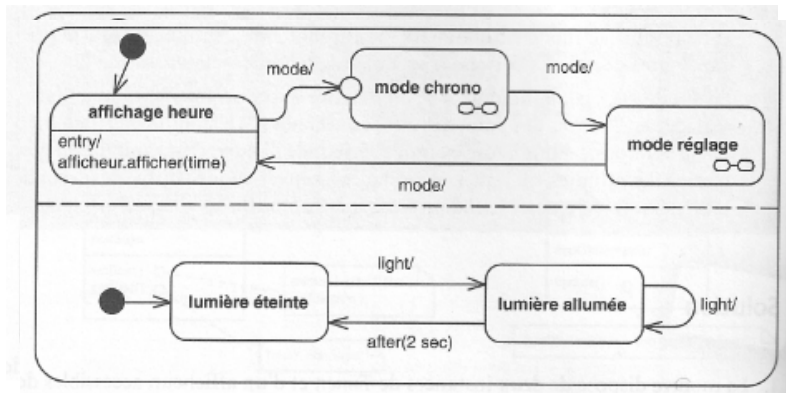 mode/
mode chrono
mode/
affichage heure
entry/
afficheur.afficher(time)
mode réglage
mode/
light/
lumière éteinte
lumière allumée
light/
after(2 sec)